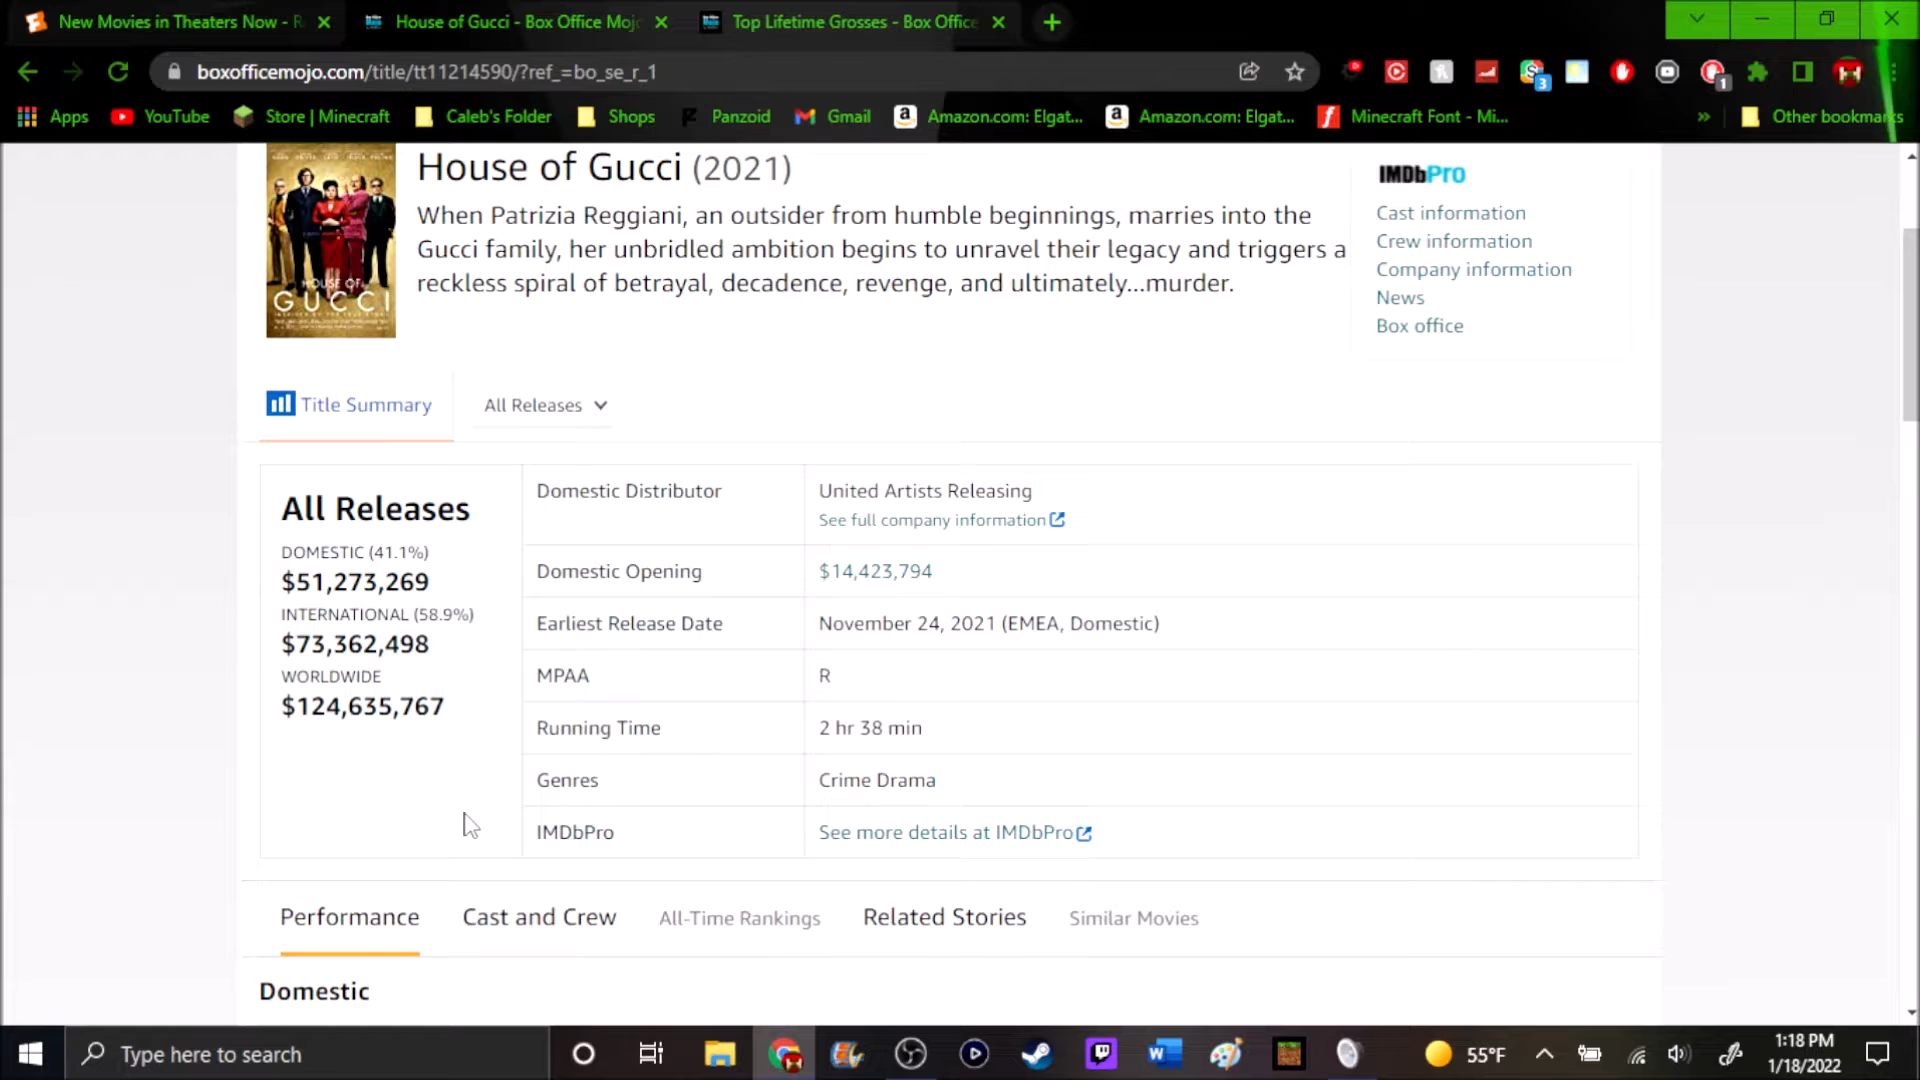 New Movies in Theaters Now - R
House of Gucci - Box Office Moj
Top Lifetime Grosses - Box Office
boxofficemojo.com/title/tt11214590/?ref_=bo_se_r_1
3
1
Apps
YouTube
Store | Minecraft
Caleb's Folder
Shops
Panzoid
Gmail
Amazon.com: Elgat...
Amazon.com: Elgat...
Minecraft Font - Mi...
»
Other bookmarks
HOUSE OF
GUCCI
House of Gucci (2021)
When Patrizia Reggiani, an outsider from humble beginnings, marries into the
Gucci family, her unbridled ambition begins to unravel their legacy and triggers a
reckless spiral of betrayal, decadence, revenge, and ultimately...murder.
IMDbPro
Cast information
Crew information
Company information
News
Box office
Title Summary
All Releases
All Releases
DOMESTIC (41.1%)
$51,273,269
INTERNATIONAL (58.9%)
$73,362,498
WORLDWIDE
$124,635,767
Domestic Distributor
United Artists Releasing
See full company information
Domestic Opening
$14,423,794
Earliest Release Date
November 24, 2021 (EMEA, Domestic)
MPAA
R
Running Time
2 hr 38 min
Genres
Crime Drama
IMDbPro
See more details at IMDbPro
Performance
Cast and Crew
All-Time Rankings
Related Stories
Similar Movies
Domestic
Type here to search
55°F
1:18 PM
1/18/2022